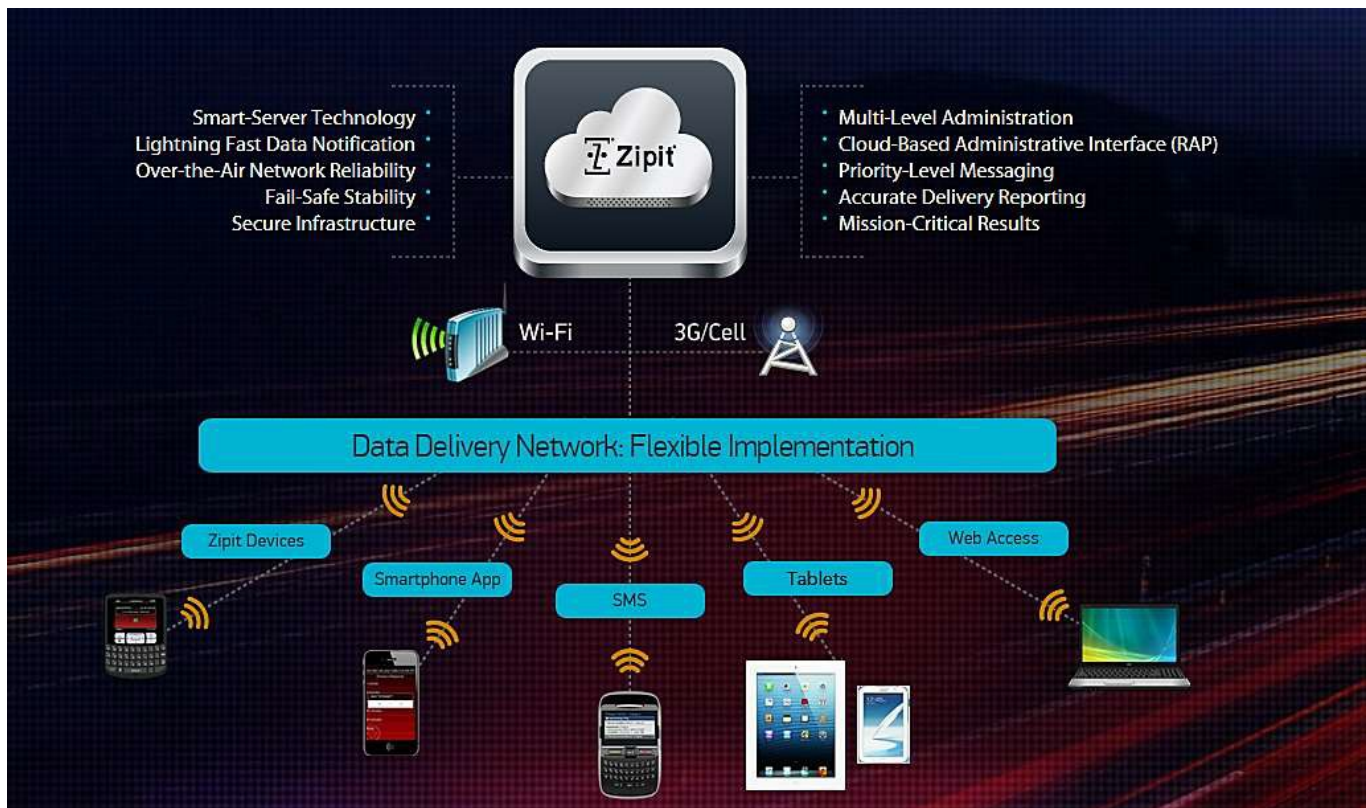 Smart-Server Technology
Lightning Fast Data Notification
Over-the-Air Network Reliability
Fail-Safe Stability
Secure Infrastructure
Zipit
Multi-Level Administration
Cloud-Based Administrative Interface (RAP)
Priority-Level Messaging
Accurate Delivery Reporting
Mission-Critical Results
Wi-Fi
3G/Cell
Data Delivery Network: Flexible Implementation
Zipit Devices
Smartphone App
SMS
Tablets
Web Access